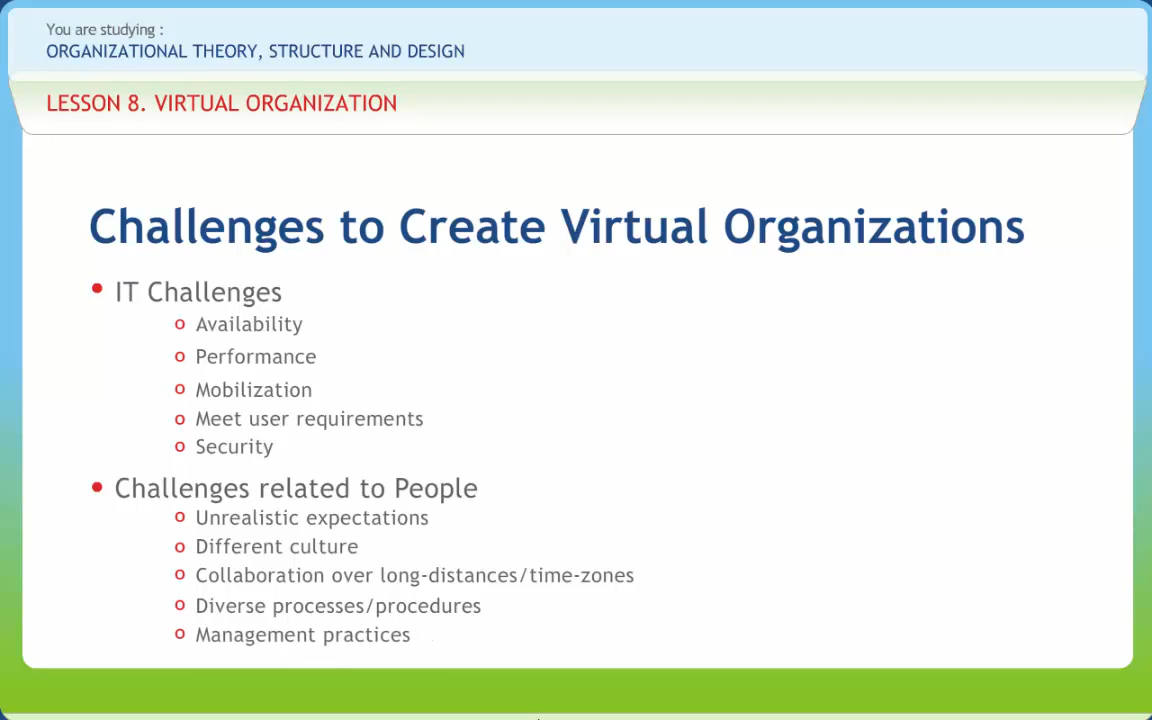 You are studying :
ORGANIZATIONAL THEORY, STRUCTURE AND DESIGN
LESSON 8. VIRTUAL ORGANIZATION
Challenges to Create Virtual Organizations
• IT Challenges
o Availability
o Performance
o Mobilization
o Meet user requirements
o Security
• Challenges related to People
o Unrealistic expectations
o Different culture
o Collaboration over long-distances/time-zones
o Diverse processes/procedures
o Management practices